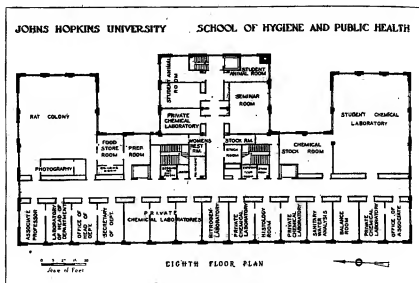 JOHNS HOPKINS UNIVERSITY SCHOOL OF HYGIENE AND PUBLIC HEALTH
STUDENT ANIMAL ROOM
STUDENT
ANIMAL ROOM
SEMINAR
ROOM
RAT COLONY
PRIVATE
CHEMICAL
LABORATORY
STUDENT CHEMICAL
LABORATORY
FOOD
STORE
ROOM
PREP.
ROOM
WOMENS
REST RM.
STOCK RM.
CHEMICAL
STOCK ROOM
PHOTOGRAPHY
ASSOCIATE
PROFESSOR
LABORATORY
HEAD OF
DEPARTMENT
OFFICE OF
HEAD OF
DEPT.
SECRETARY
OF DEPT.
PRIVATE
CHEMICAL LABORATORIES
NITROGEN
LABORATORY
PRIVATE
CHEMICAL
LABORATORY
HISTOLOGY
ROOM
PRIVATE
CHEMICAL
LABORATORY
SANITARY
WATER
ANALYSIS
BALANCE
ROOM
PRIVATE
CHEMICAL
LABORATORY
OFFICE OF
ASSOCIATE
Scale of Feet
EIGHTH FLOOR PLAN